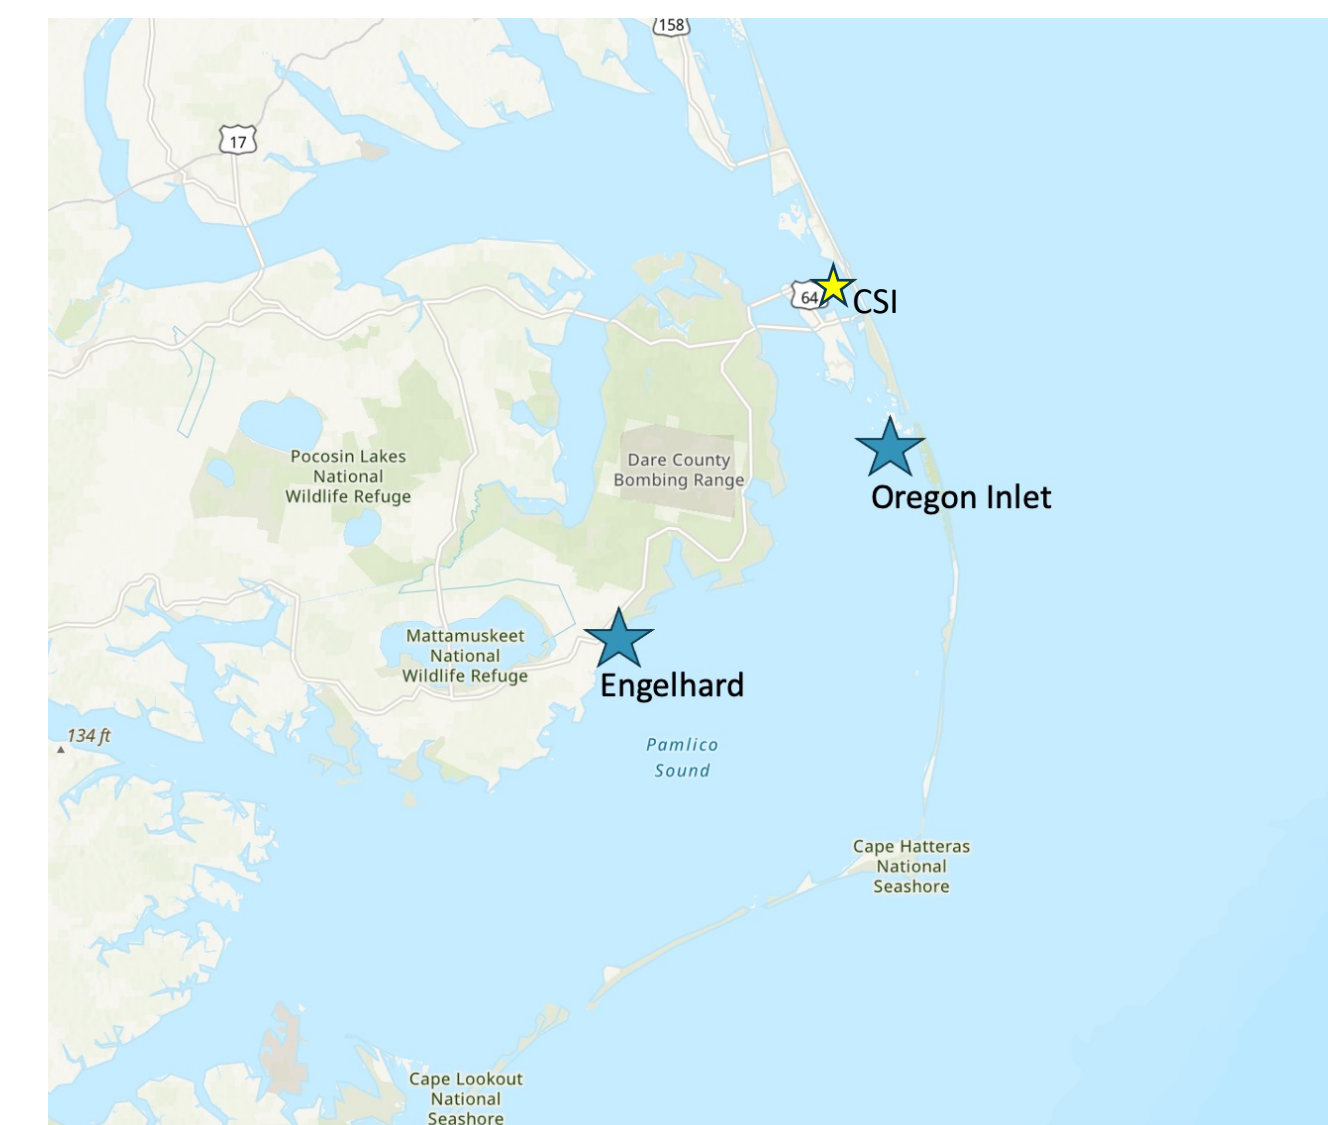 158
17
64
CSI
Pocosin Lakes
National
Wildlife Refuge
Dare County
Bombing Range
Oregon Inlet
Mattamuskeet
National
Wildlife Refuge
Engelhard
134 ft
Pamlico
Sound
Cape Hatteras
National
Seashore
Cape Lookout
National
Seashore